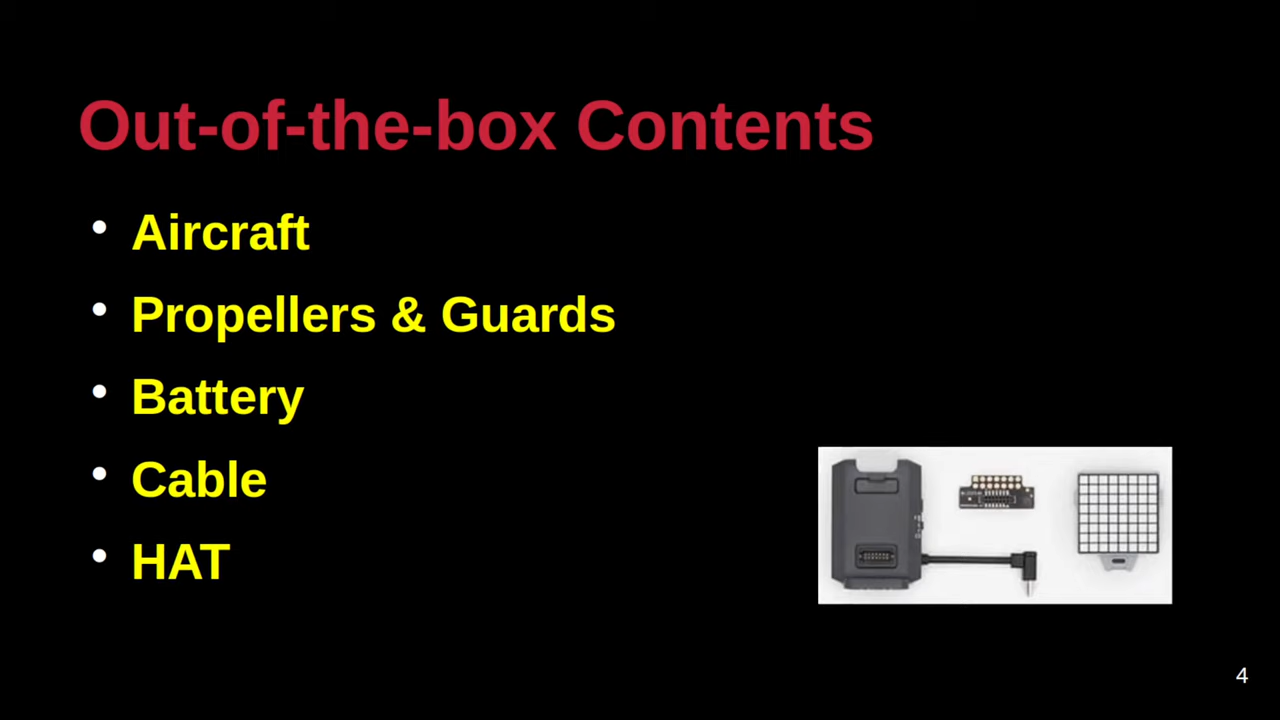 Out-of-the-box Contents
• Aircraft
• Propellers & Guards
• Battery
• Cable
• HAT
4